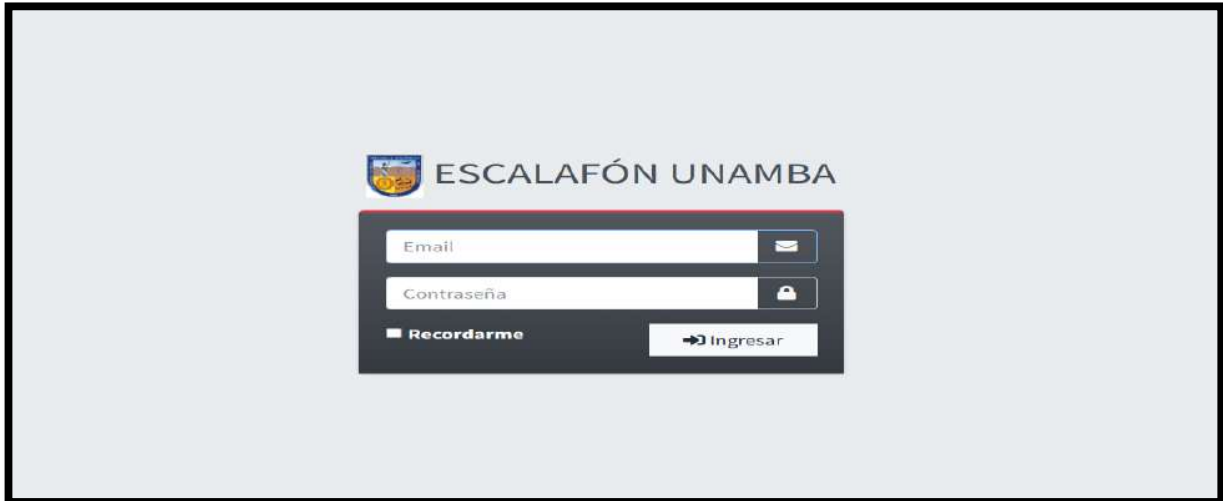 ESCALAFÓN UNAMBA
Email
Contraseña
Recordarme
Ingresar